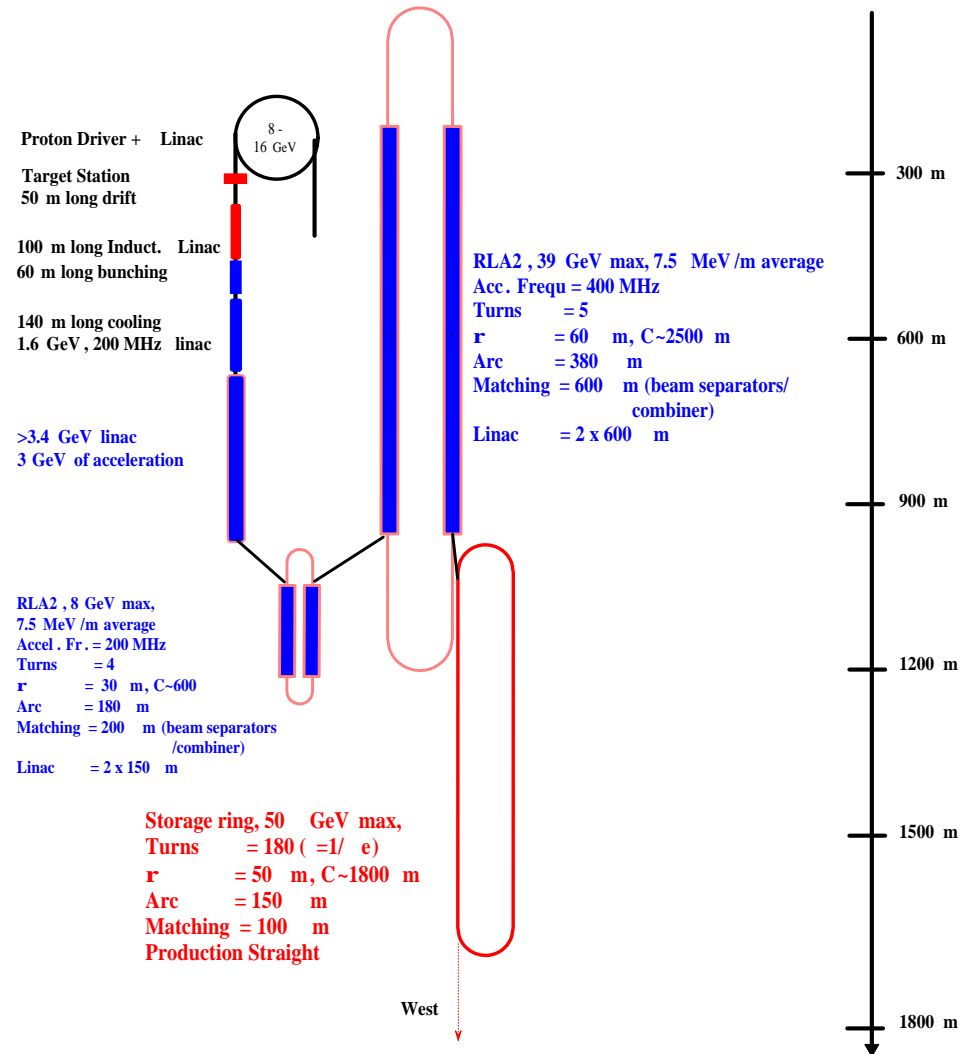 8 -
16 GeV
Proton Driver + Linac
Target Station
50 m long drift
100 m long Induct. Linac
60 m long bunching
140 m long cooling
1.6 GeV , 200 MHz linac
>3.4 GeV linac
3 GeV of acceleration
RLA2 , 39 GeV max, 7.5 MeV /m average
Acc . Frequ = 400 MHz
Turns = 5
r = 60 m, C~2500 m
Arc = 380 m
Matching = 600 m (beam separators/
combiner)
Linac = 2 x 600 m
RLA2 , 8 GeV max,
7.5 MeV /m average
Accel . Fr . = 200 MHz
Turns = 4
r = 30 m , C~600
Arc = 180 m
Matching = 200 m (beam separators
/combiner)
Linac = 2 x 150 m
Storage ring, 50 GeV max,
Turns = 180 ( =1/ e)
r = 50 m , C~1800 m
Arc = 150 m
Matching = 100 m
Production Straight
West
300 m
600 m
900 m
1200 m
1500 m
1800 m